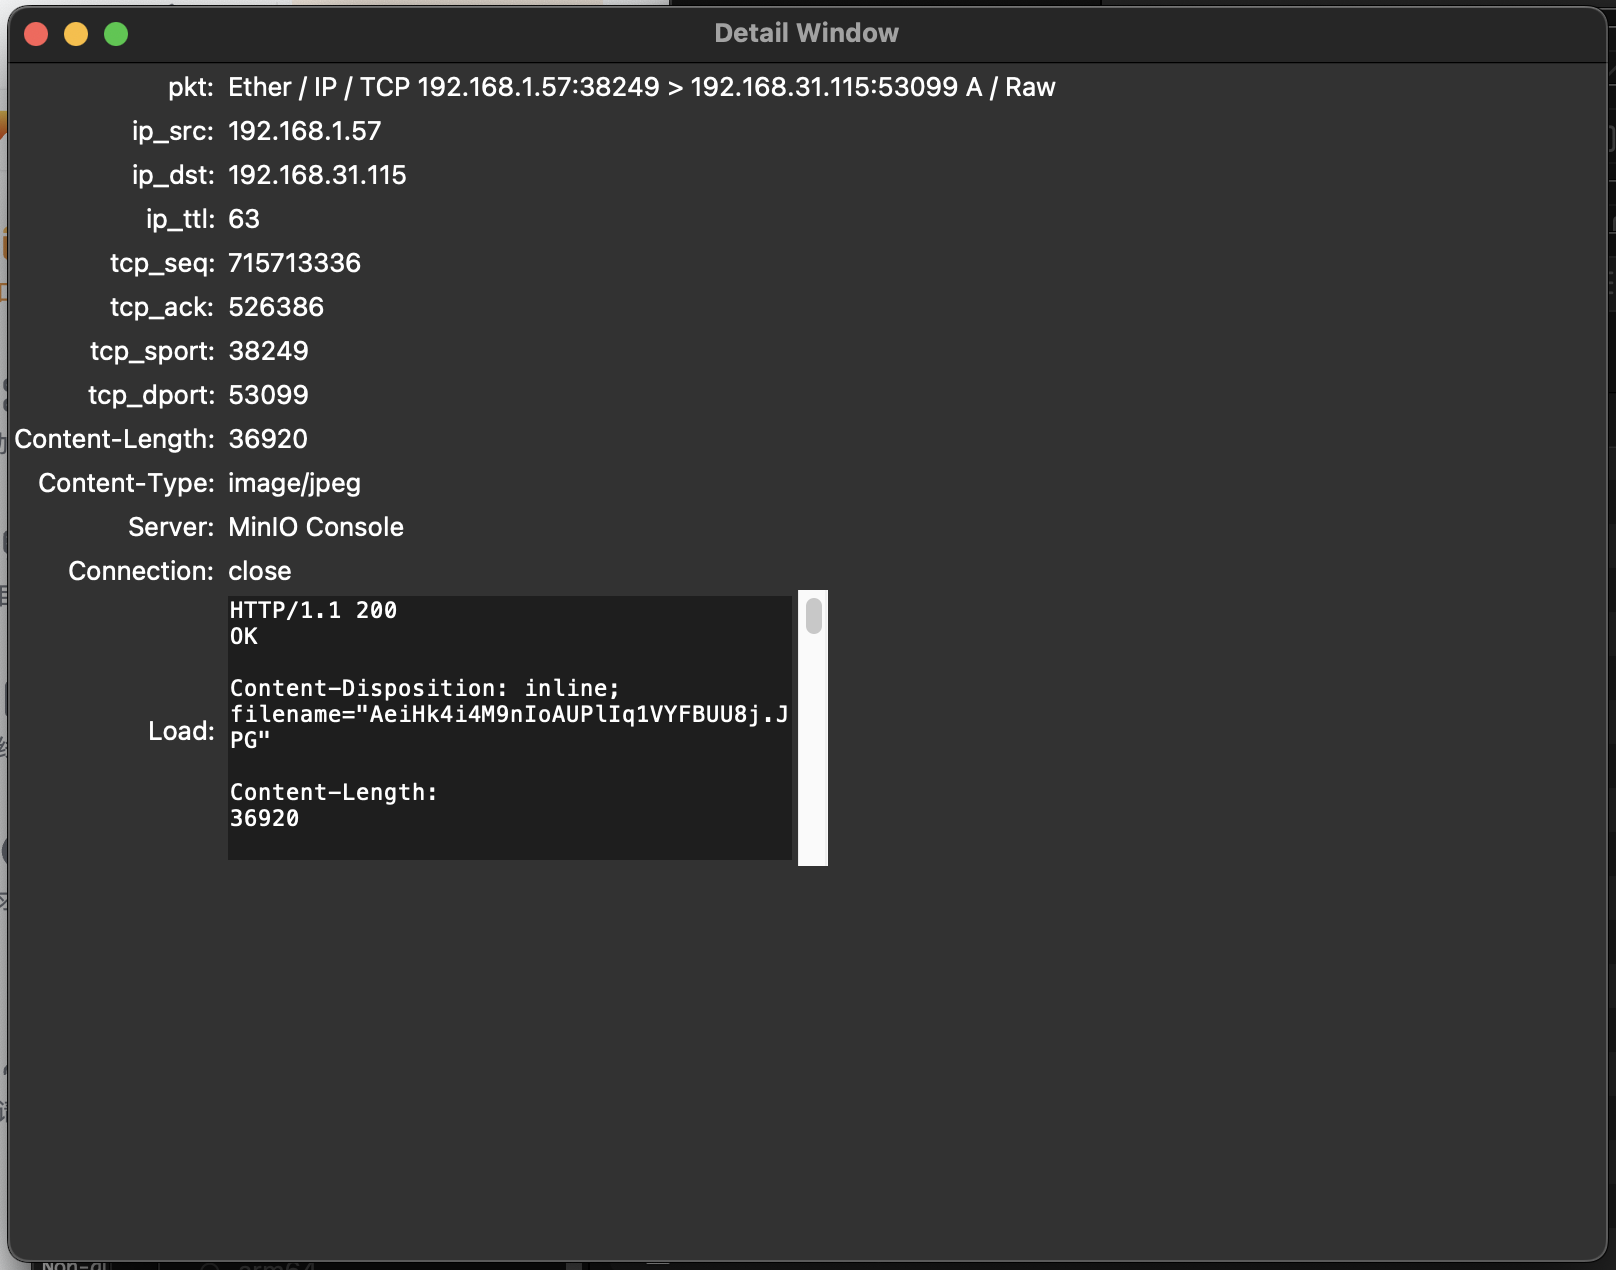 Detail Window
pkt: Ether / IP / TCP 192.168.1.57:38249 > 192.168.31.115:53099 A / Raw
ip_src: 192.168.1.57
ip_dst: 192.168.31.115
ip_ttl: 63
tcp_seq: 715713336
tcp_ack: 526386
tcp_sport: 38249
tcp_dport: 53099
Content-Length: 36920
Content-Type: image/jpeg
Server: MinIO Console
Connection: close
Load:
HTTP/1.1 200
OK
Content-Disposition: inline;
filename="AeiHk4i4M9nIoAUPlIq1VYFBUU8j.J
PG"
Content-Length:
36920